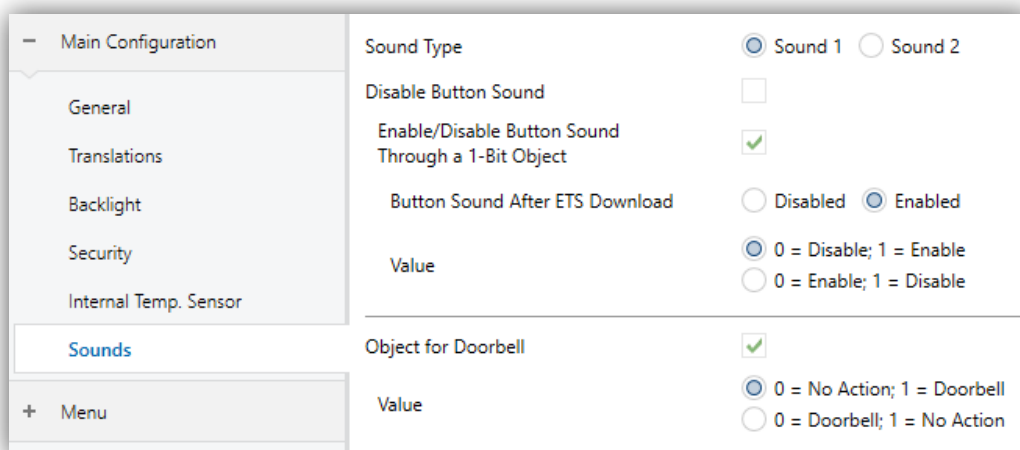 − Main Configuration
General
Translations
Backlight
Security
Internal Temp. Sensor
Sounds
+ Menu
Sound Type Sound 1 Sound 2
Disable Button Sound
Enable/Disable Button Sound
Through a 1-Bit Object
Button Sound After ETS Download Disabled Enabled
Value
0 = Disable; 1 = Enable
0 = Enable; 1 = Disable
Object for Doorbell
Value
0 = No Action; 1 = Doorbell
0 = Doorbell; 1 = No Action